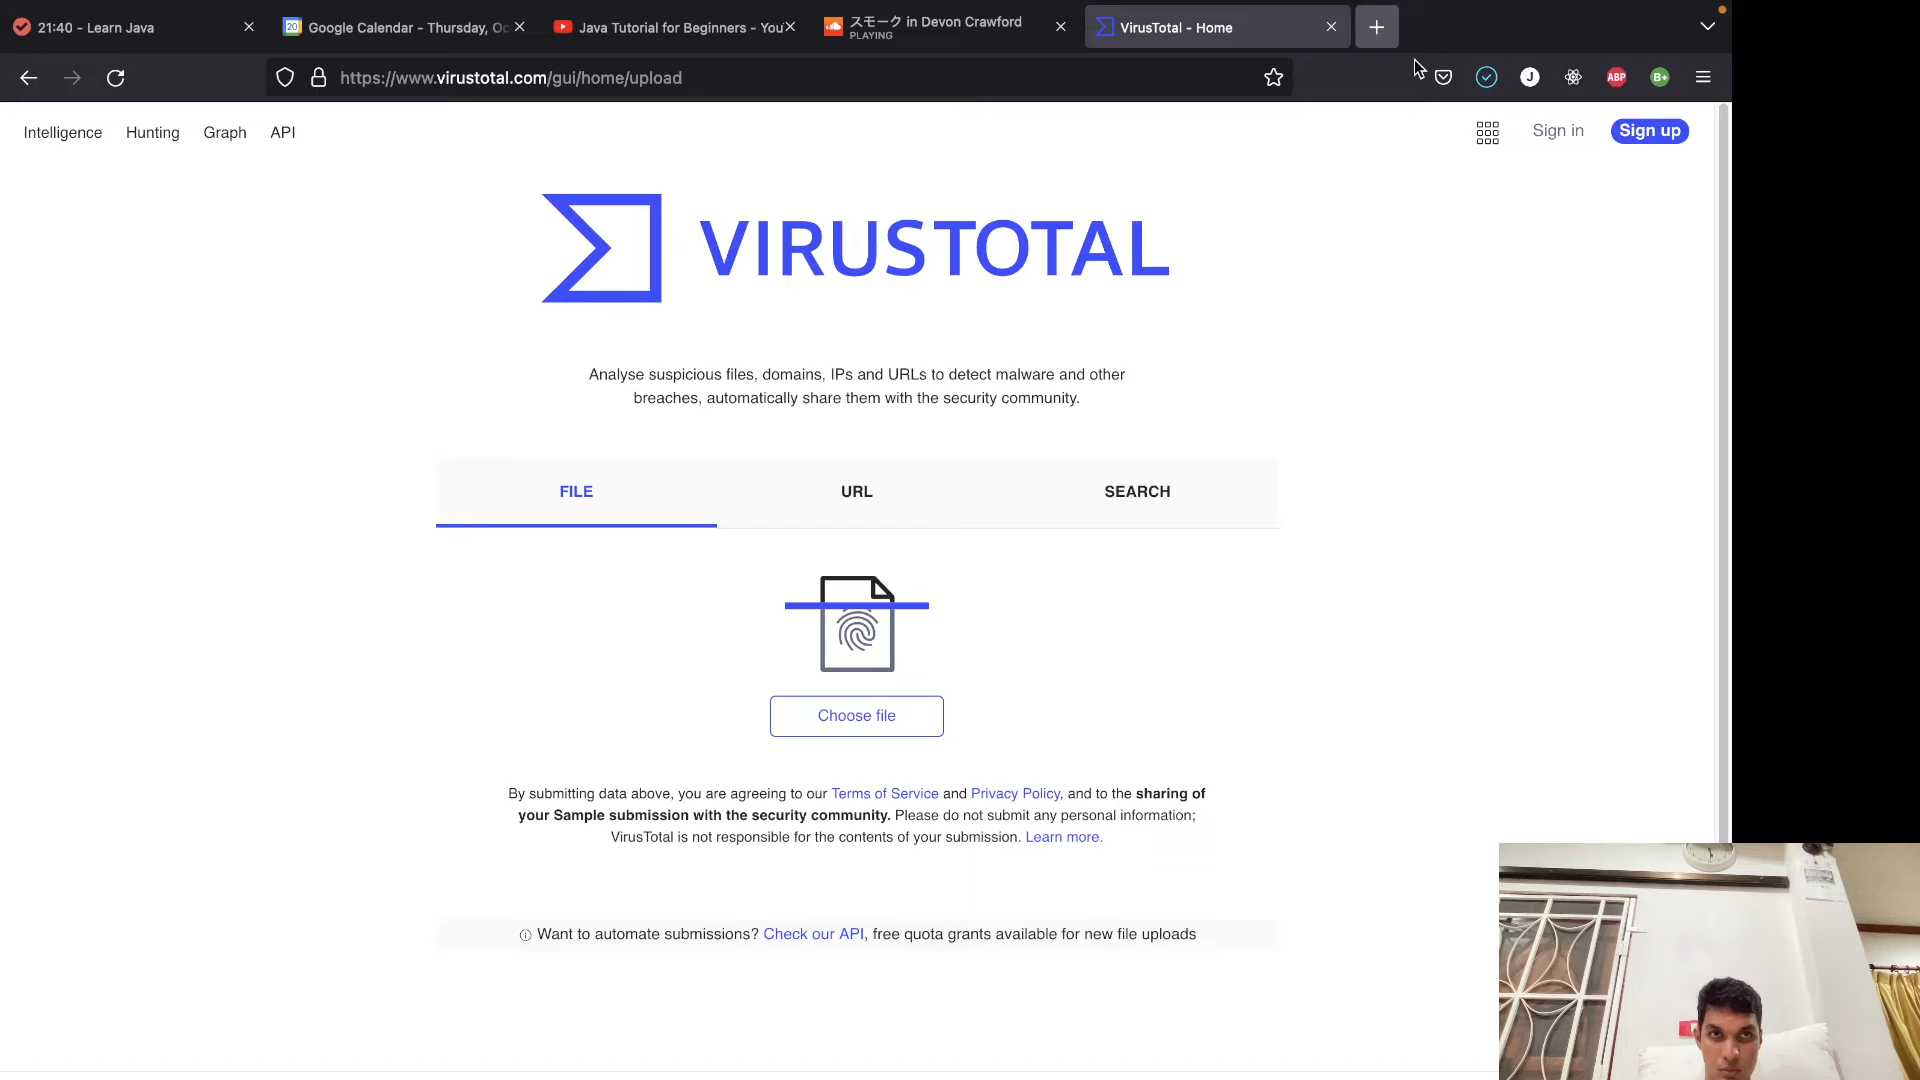 21:40 - Learn Java
Google Calendar - Thursday, Oc
Java Tutorial for Beginners - You
スモーク in Devon Crawford
PLAYING
VirusTotal - Home
https://www.virustotal.com/gui/home/upload
J
ABP
B+
Intelligence
Hunting
Graph
API
Sign in
Sign up
VIRUSTOTAL
Analyse suspicious files, domains, IPs and URLs to detect malware and other
breaches, automatically share them with the security community.
FILE
URL
SEARCH
Choose file
By submitting data above, you are agreeing to our Terms of Service and Privacy Policy, and to the sharing of
your Sample submission with the security community. Please do not submit any personal information;
VirusTotal is not responsible for the contents of your submission. Learn more.
Want to automate submissions? Check our API, free quota grants available for new file uploads